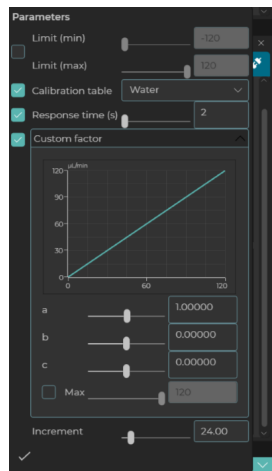 Parameters
Limit (min) -120
Limit (max) 120
Calibration table Water
Response time (s) 2
Custom factor
120 µL/min
90
60
30
0
0 60 120
a 1.00000
b 0.00000
c 0.00000
Max 120
Increment 24.00